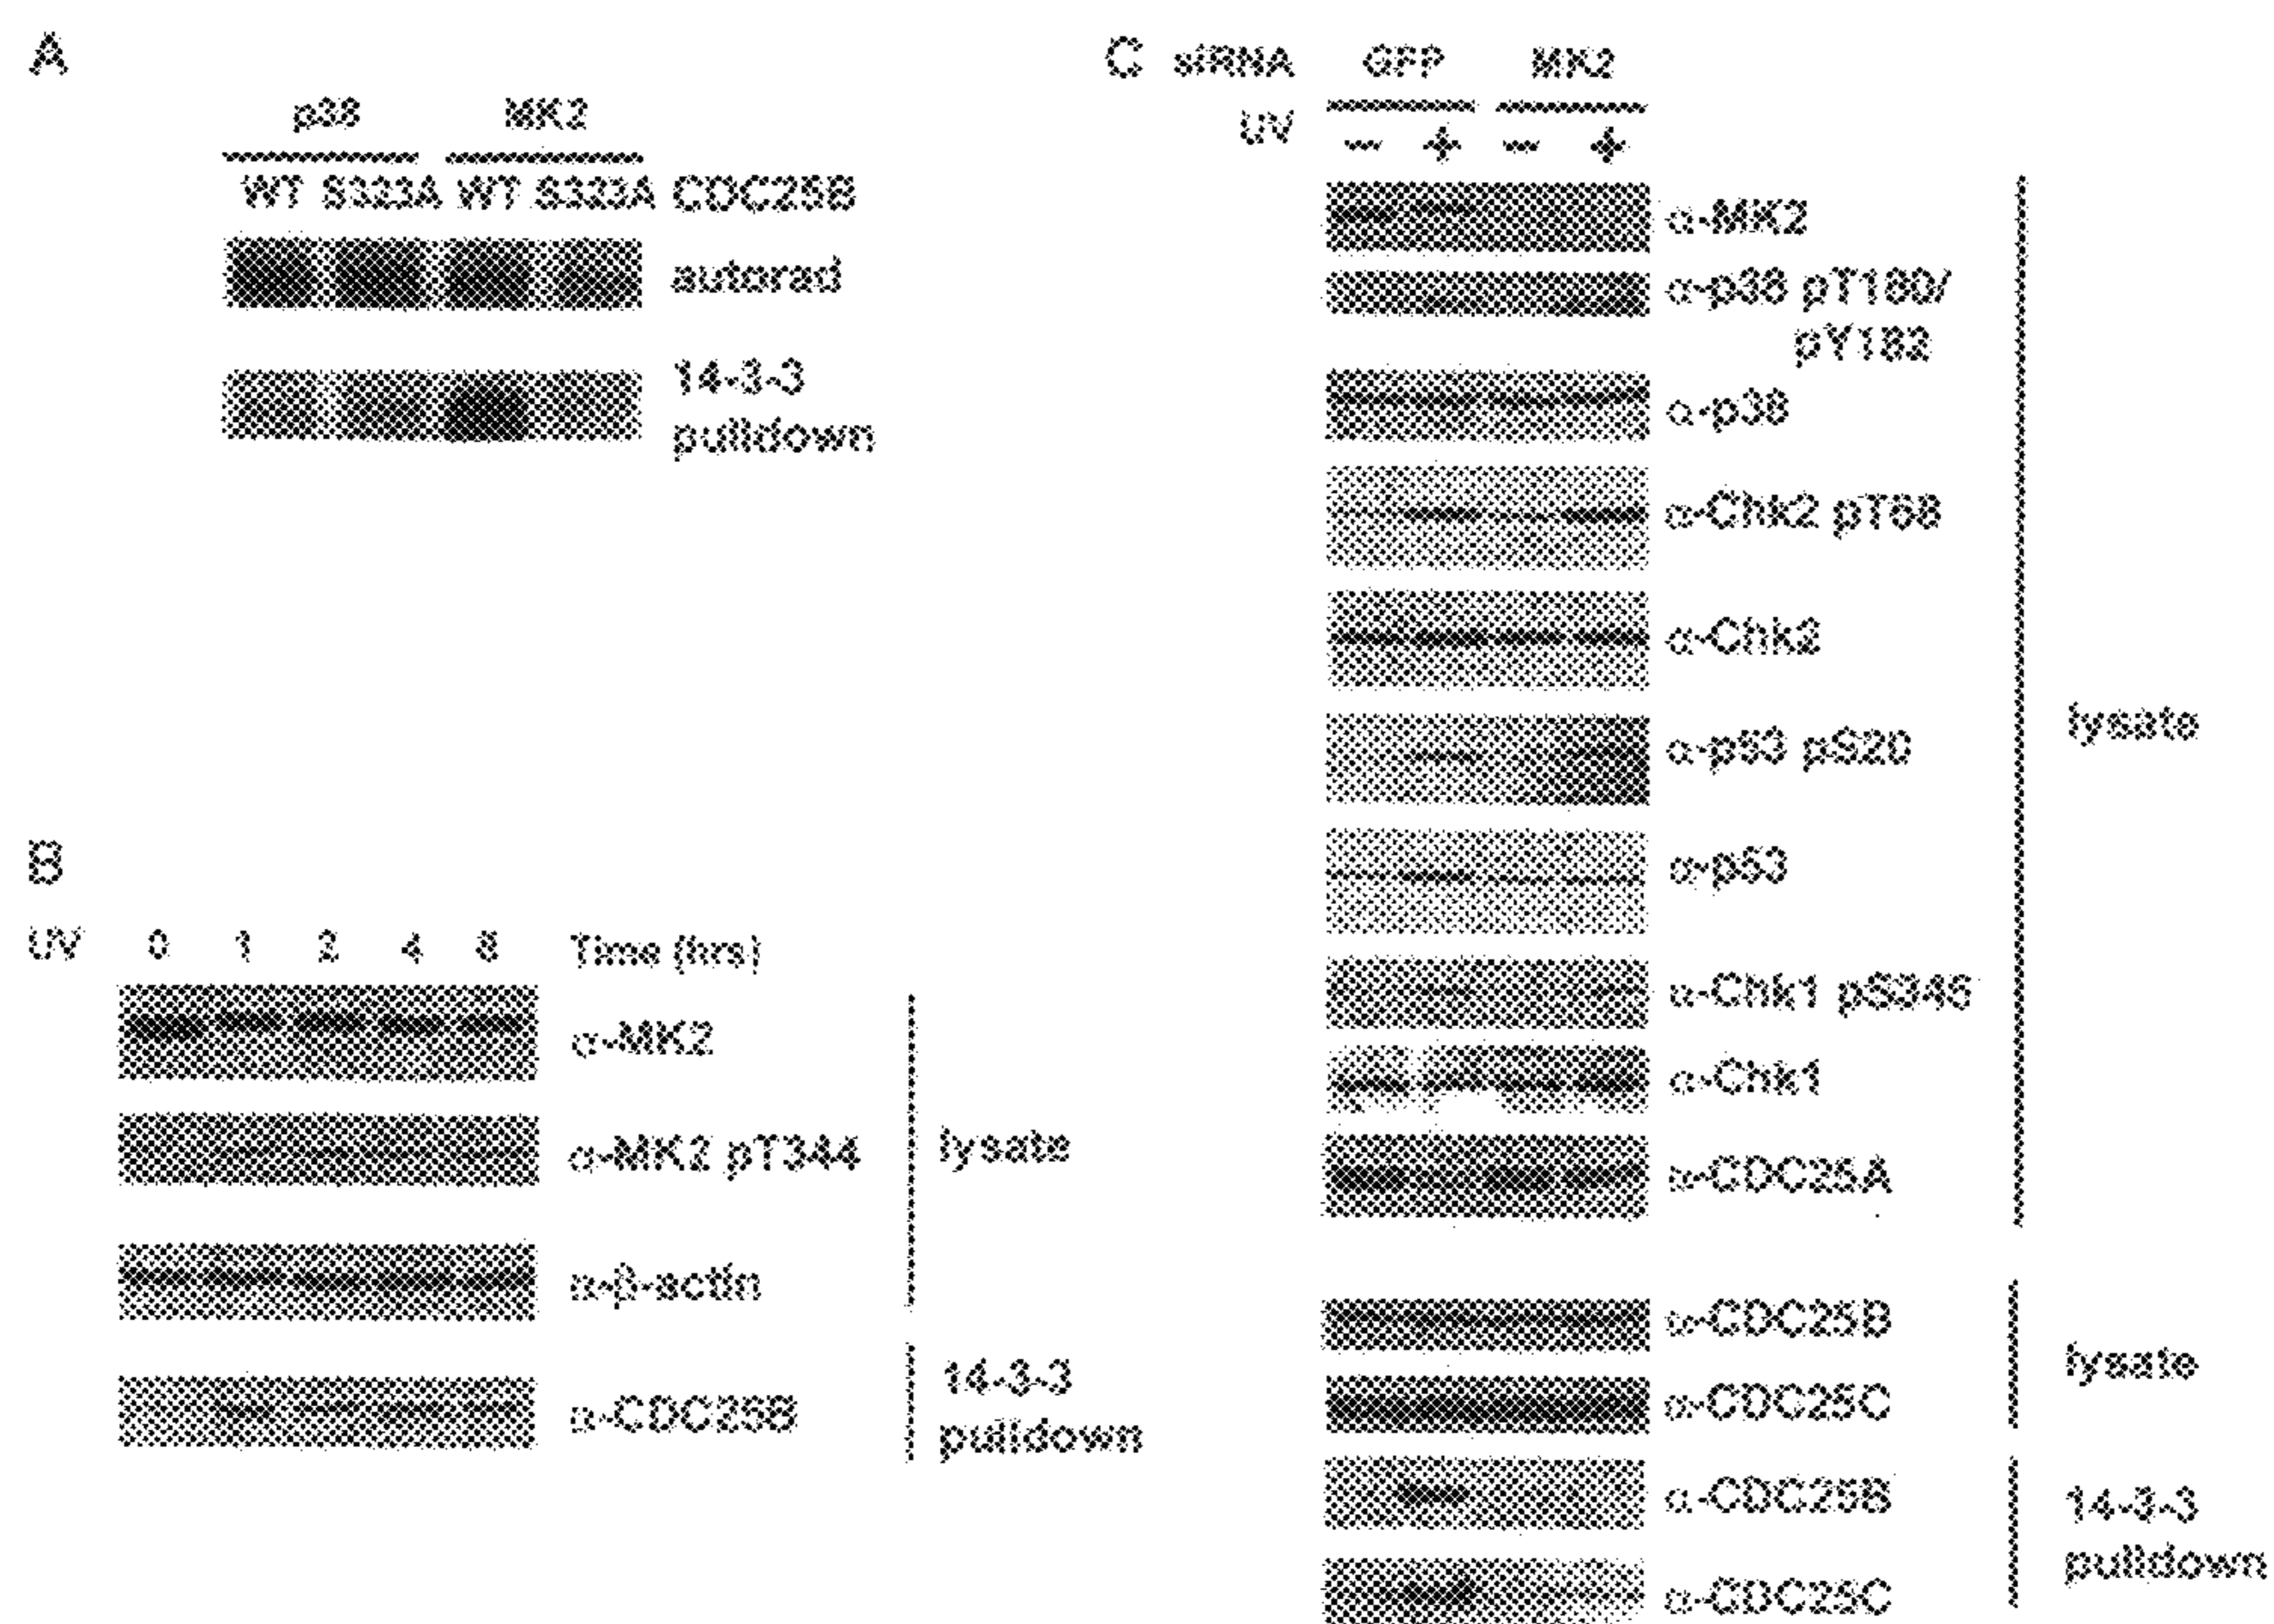 A
p38 MK2
WT S323A WT S323A CDC25B
autorad
14-3-3
pulldown
B
UV 0 1 2 4 8 Time (hrs)
α-MK2
α-MK2 pT344
α-β-actin
lysate
α-CDC25B
14-3-3
pulldown
C siRNA GFP MK2
UV - + - +
α-MK2
α-p38 pT180/
pY182
α-p38
α-Chk2 pT68
α-Chk2
α-p53 pS20
α-p53
α-Chk1 pS345
α-Chk1
α-CDC25A
lysate
α-CDC25B
α-CDC25C
lysate
α-CDC25B
α-CDC25C
14-3-3
pulldown